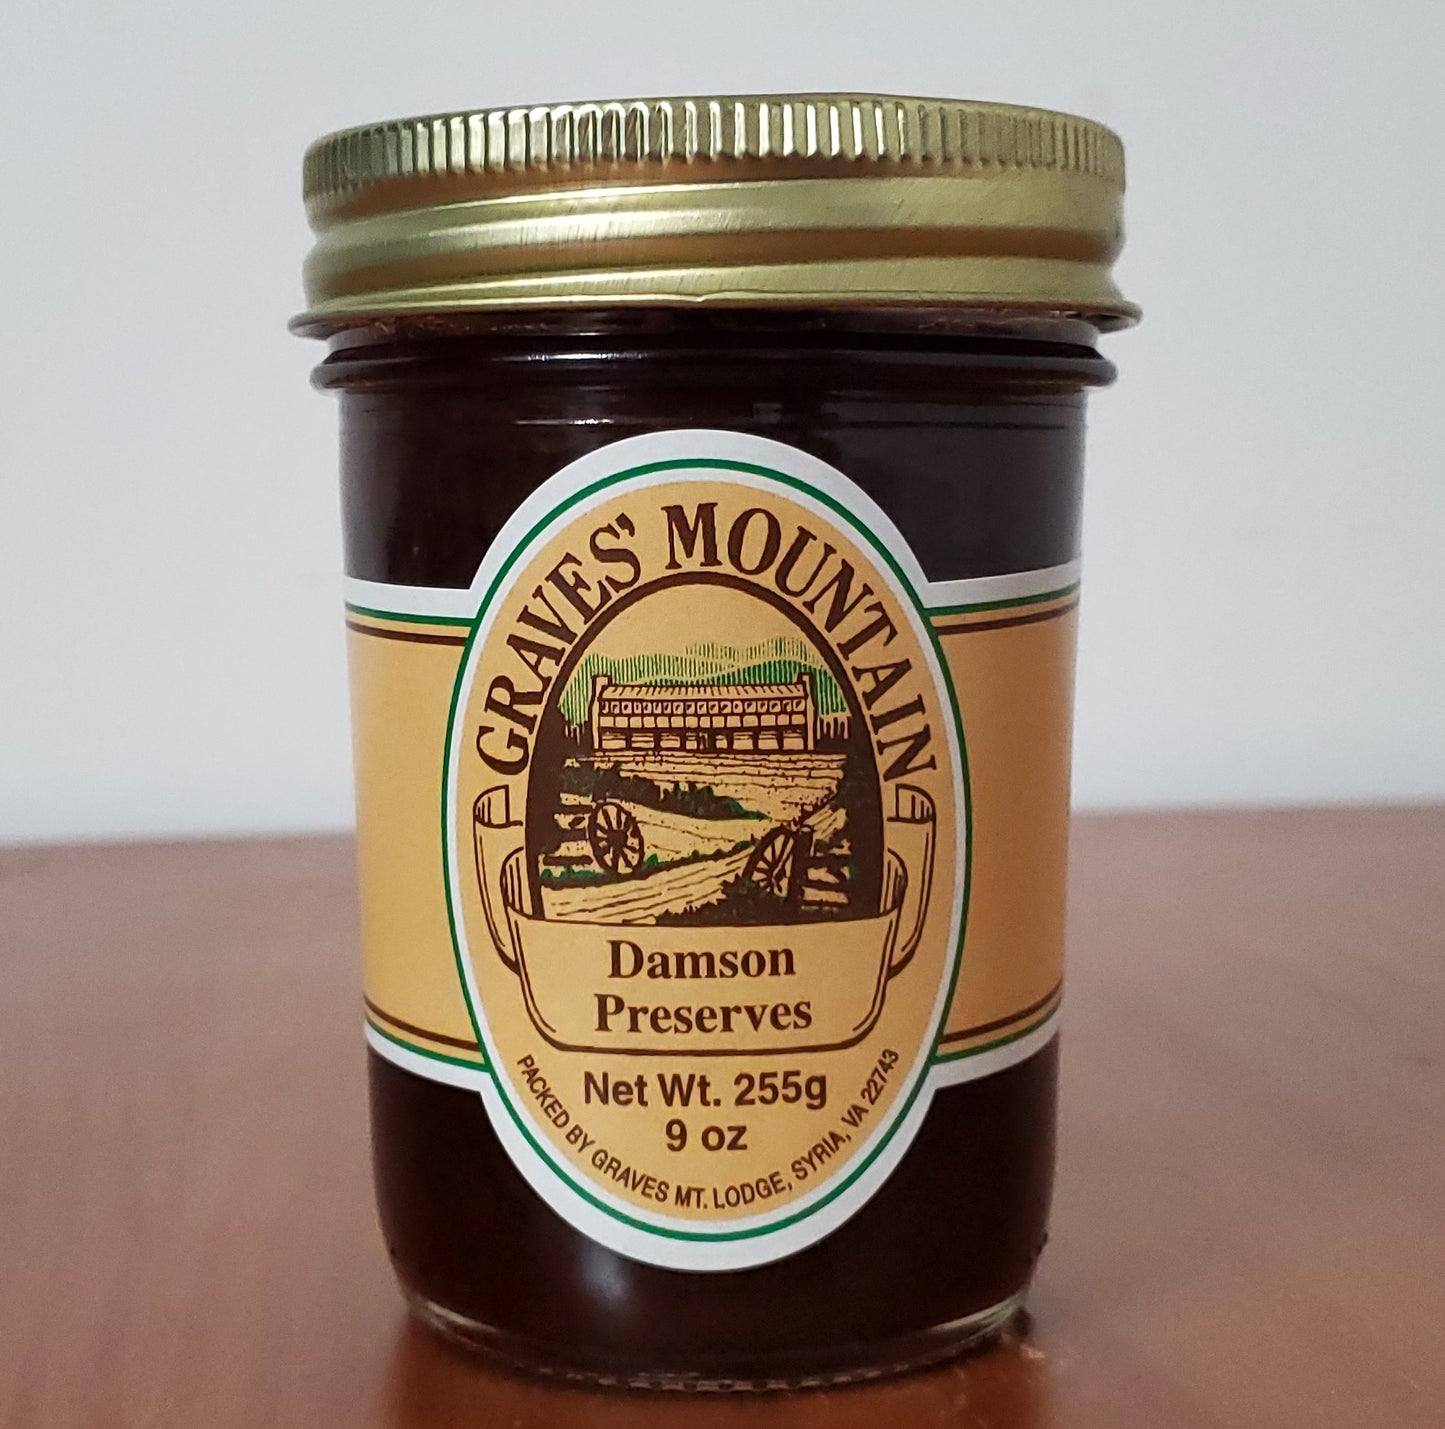 GRAVES' MOUNTAIN
Damson
Preserves
Net Wt. 255g
9 oz
PACKED BY GRAVES MT. LODGE, SYRIA, VA 22743